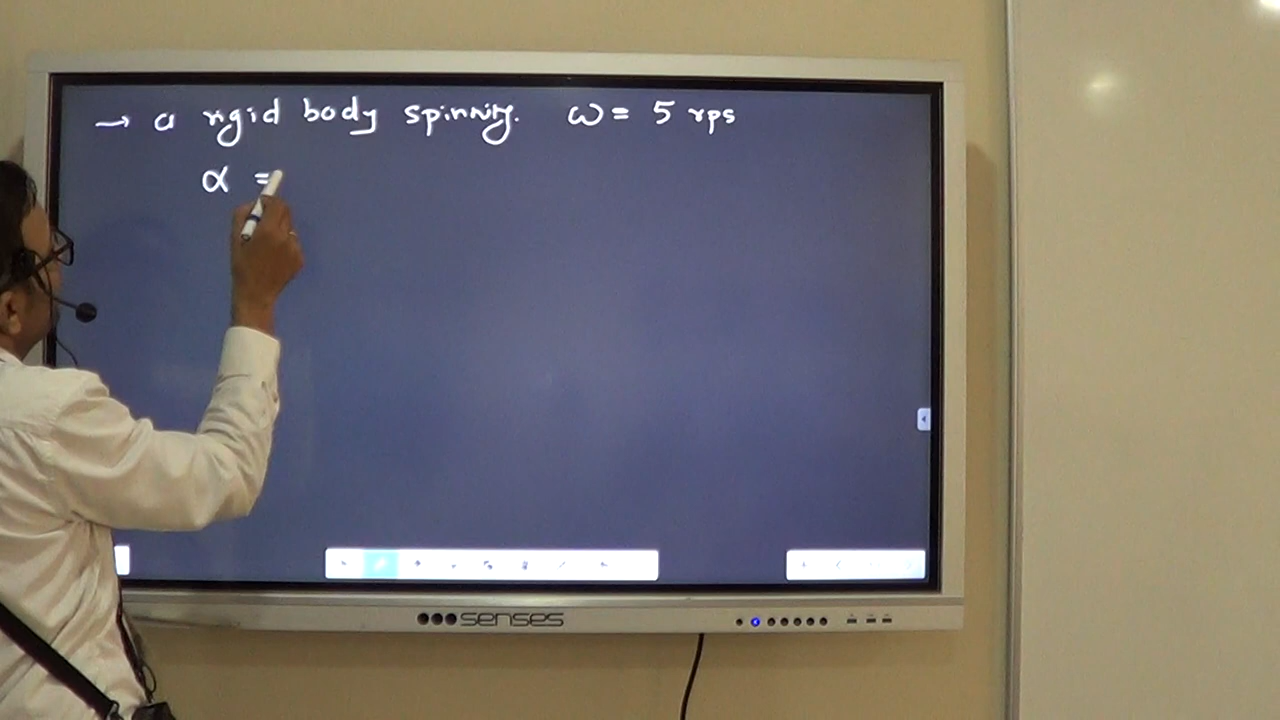 → a rigid body spinning. ω = 5 rps
α =
senses